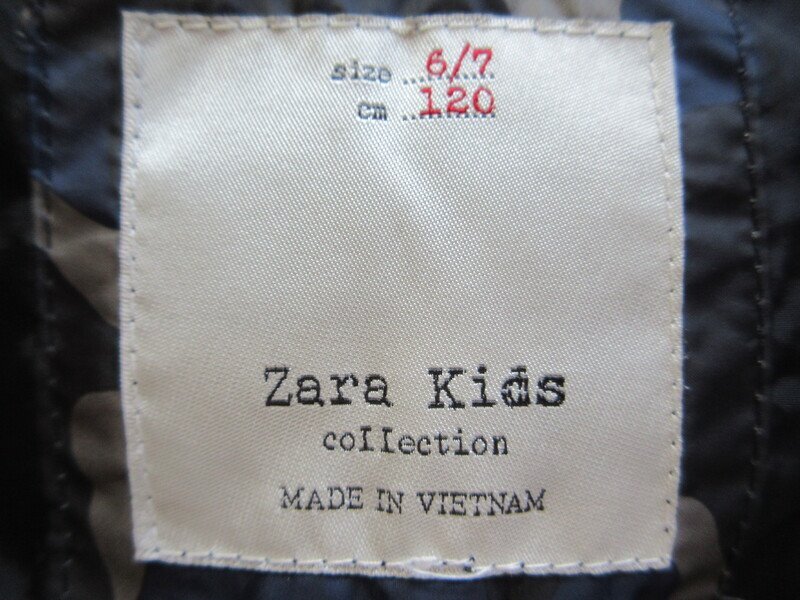 size 6/7
cm 120
Zara Kids
collection
MADE IN VIETNAM